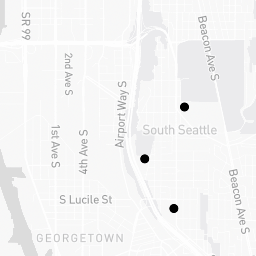 SR 99
2nd Ave S
Airport Way S
Beacon Ave S
1st Ave S
4th Ave S
South Seattle
S Lucile St
Beacon Ave S
GEORGETOWN